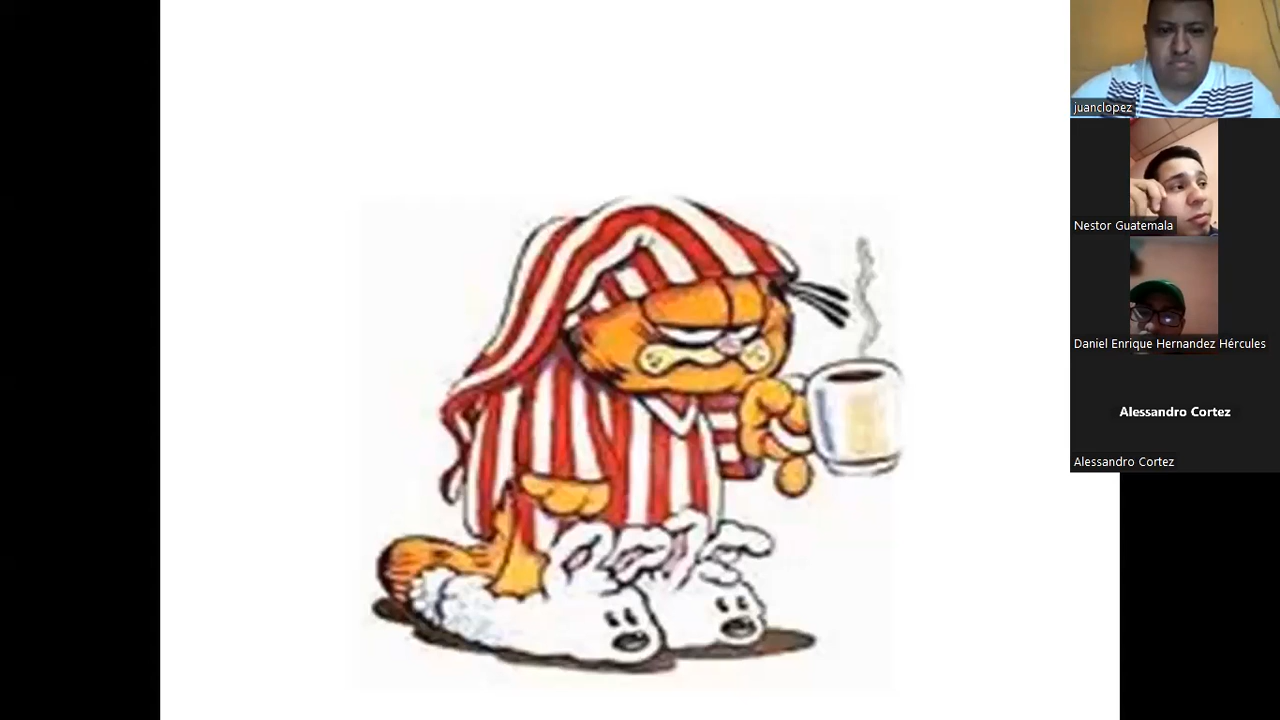 juanclopez
Nestor Guatemala
Daniel Enrique Hernandez Hércules
Alessandro Cortez
Alessandro Cortez